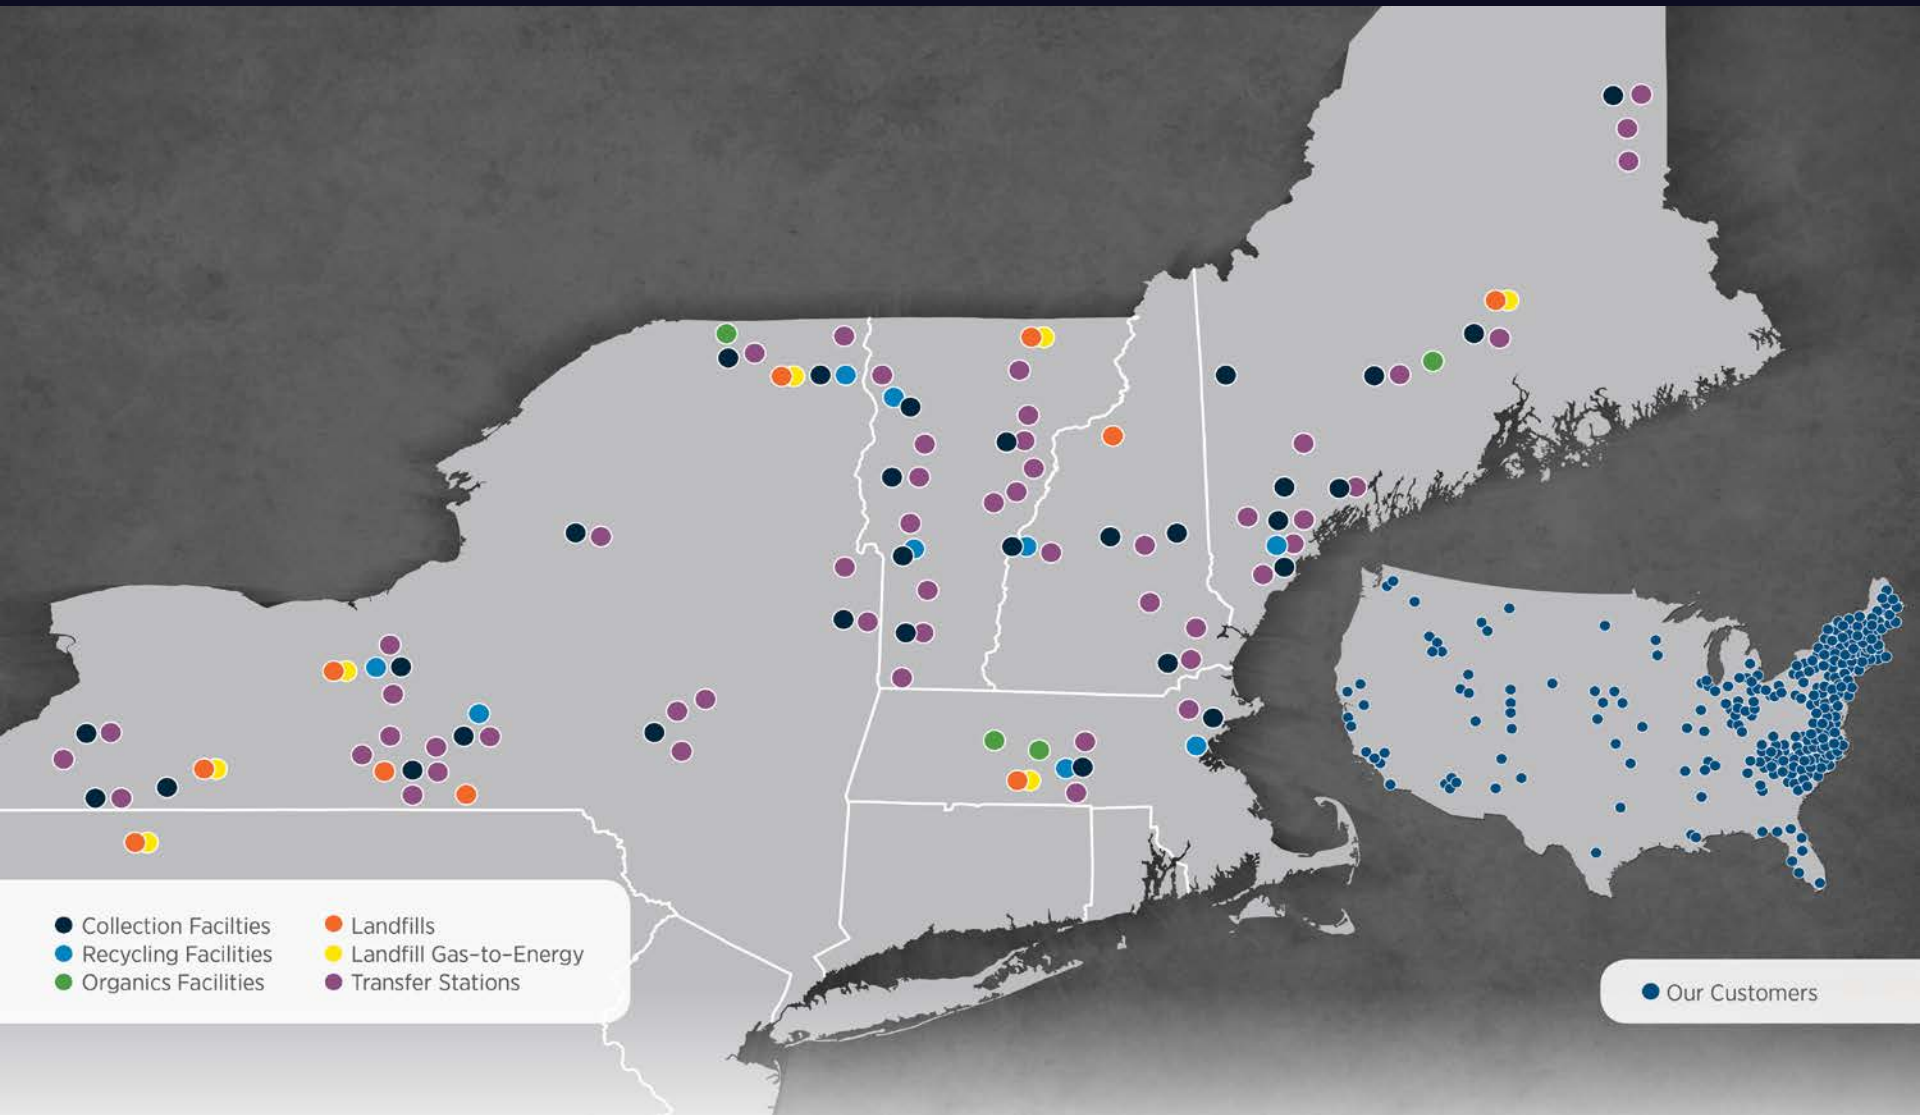 Collection Facilties
Recycling Facilities
Organics Facilities
Landfills
Landfill Gas-to-Energy
Transfer Stations
Our Customers